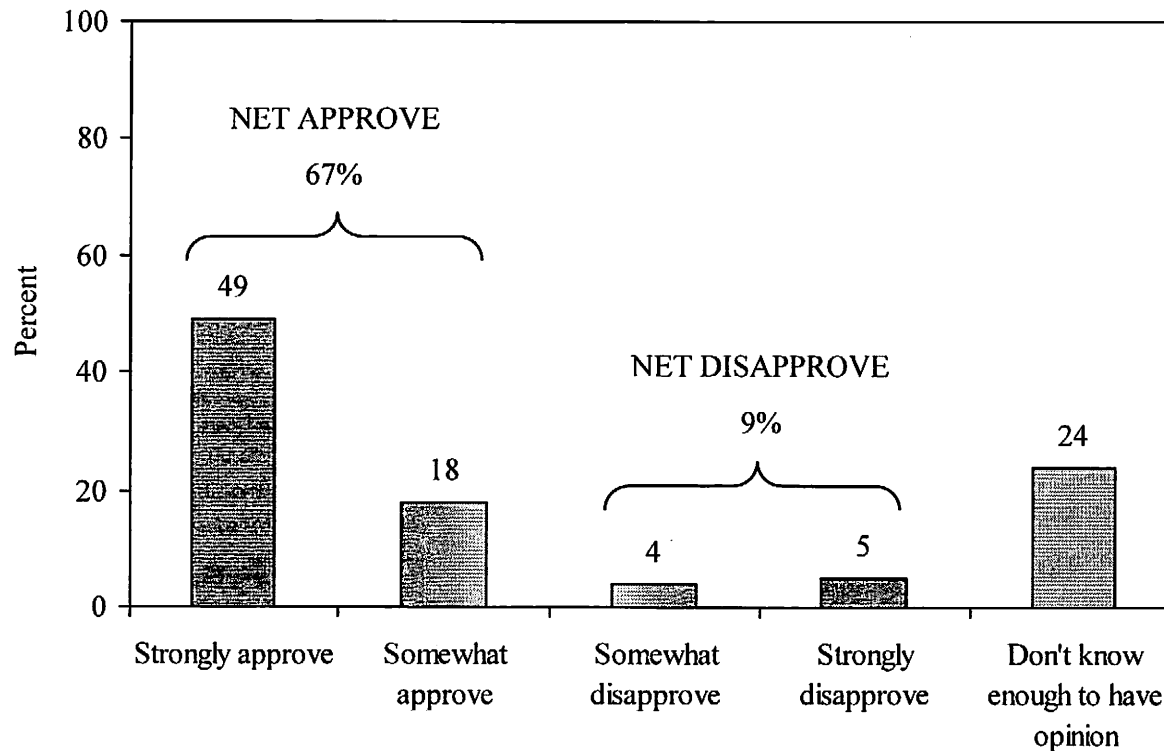 100
80
60
40
20
0
Percent
NET APPROVE
67%
49
18
NET DISAPPROVE
9%
4
5
24
Strongly approve
Somewhat
approve
Somewhat
disapprove
Strongly
disapprove
Don't know
enough to have
opinion